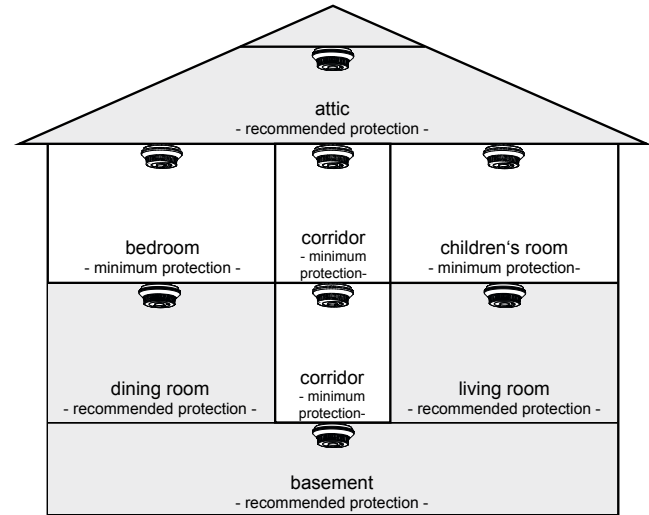 attic
- recommended protection -
bedroom
- minimum protection -
corridor
- minimum
protection-
children‘s room
- minimum protection-
dining room
- recommended protection -
corridor
- minimum
protection-
living room
- recommended protection -
basement
- recommended protection -